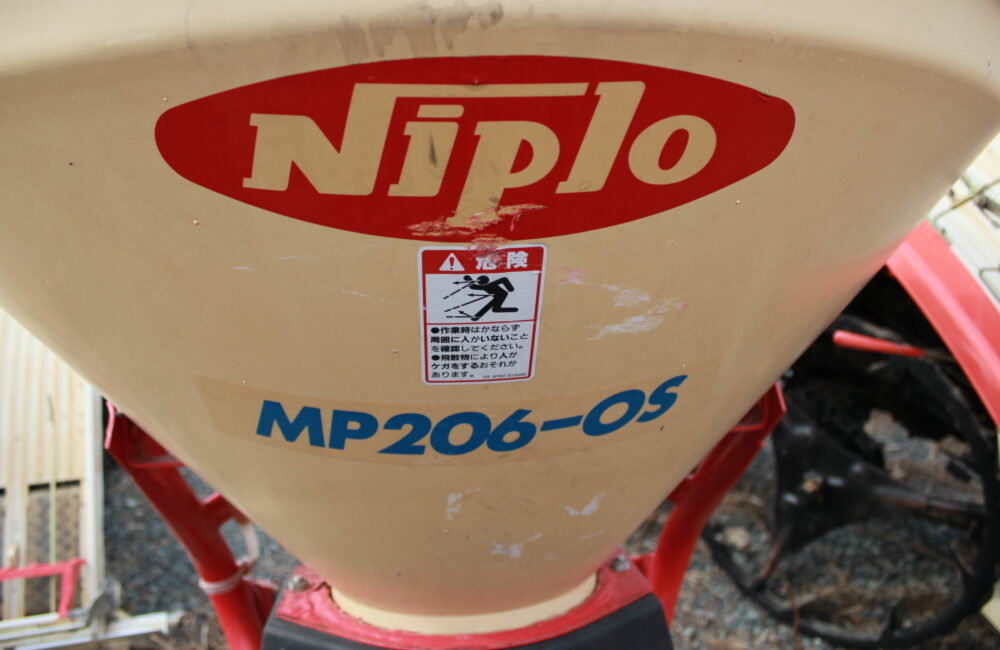 Niplo
危険
●作業時はかならず
周囲に人がいないこと
を確認してください。
●飛散物により人が
ケガをするおそれが
あります。
MP206-OS